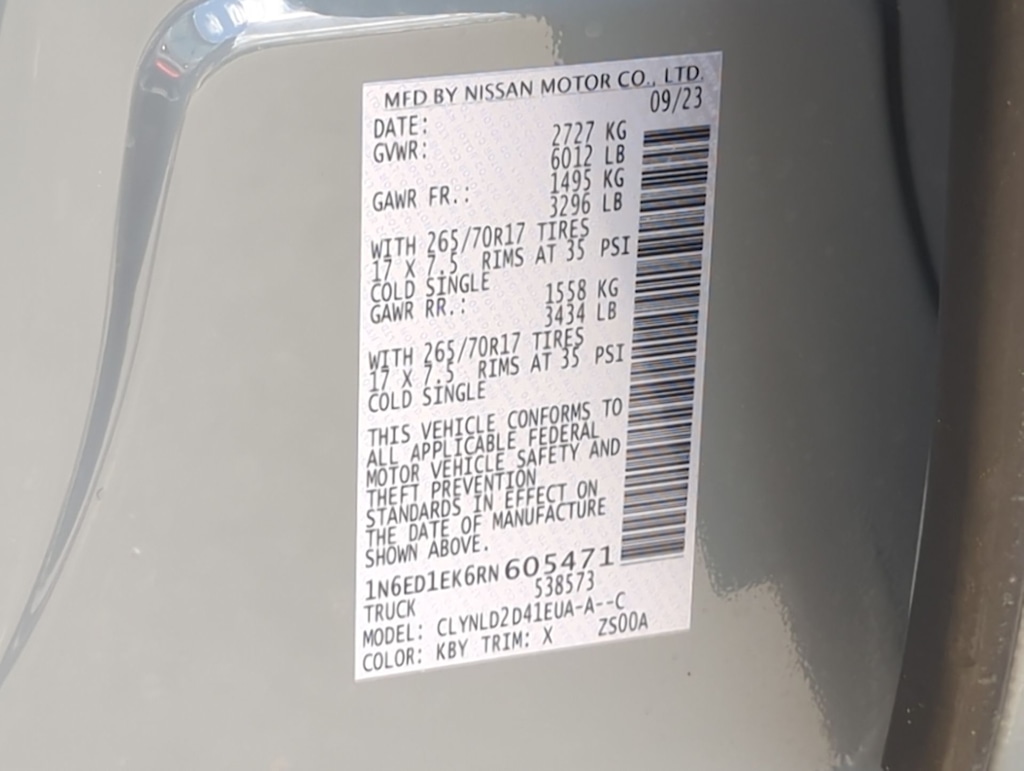 MFD BY NISSAN MOTOR CO., LTD.
DATE: 09/23
GVWR: 2727 KG
6012 LB
GAWR FR.: 1495 KG
3296 LB
WITH 265/70R17 TIRES
17 X 7.5 RIMS AT 35 PSI
COLD SINGLE
GAWR RR.: 1558 KG
3434 LB
WITH 265/70R17 TIRES
17 X 7.5 RIMS AT 35 PSI
COLD SINGLE
THIS VEHICLE CONFORMS TO
ALL APPLICABLE FEDERAL
MOTOR VEHICLE SAFETY AND
THEFT PREVENTION
STANDARDS IN EFFECT ON
THE DATE OF MANUFACTURE
SHOWN ABOVE.
1N6ED1EK6RN605471
TRUCK 538573
MODEL: CLYNLD2D41EUA-A--C
COLOR: KBY TRIM: X ZS00A